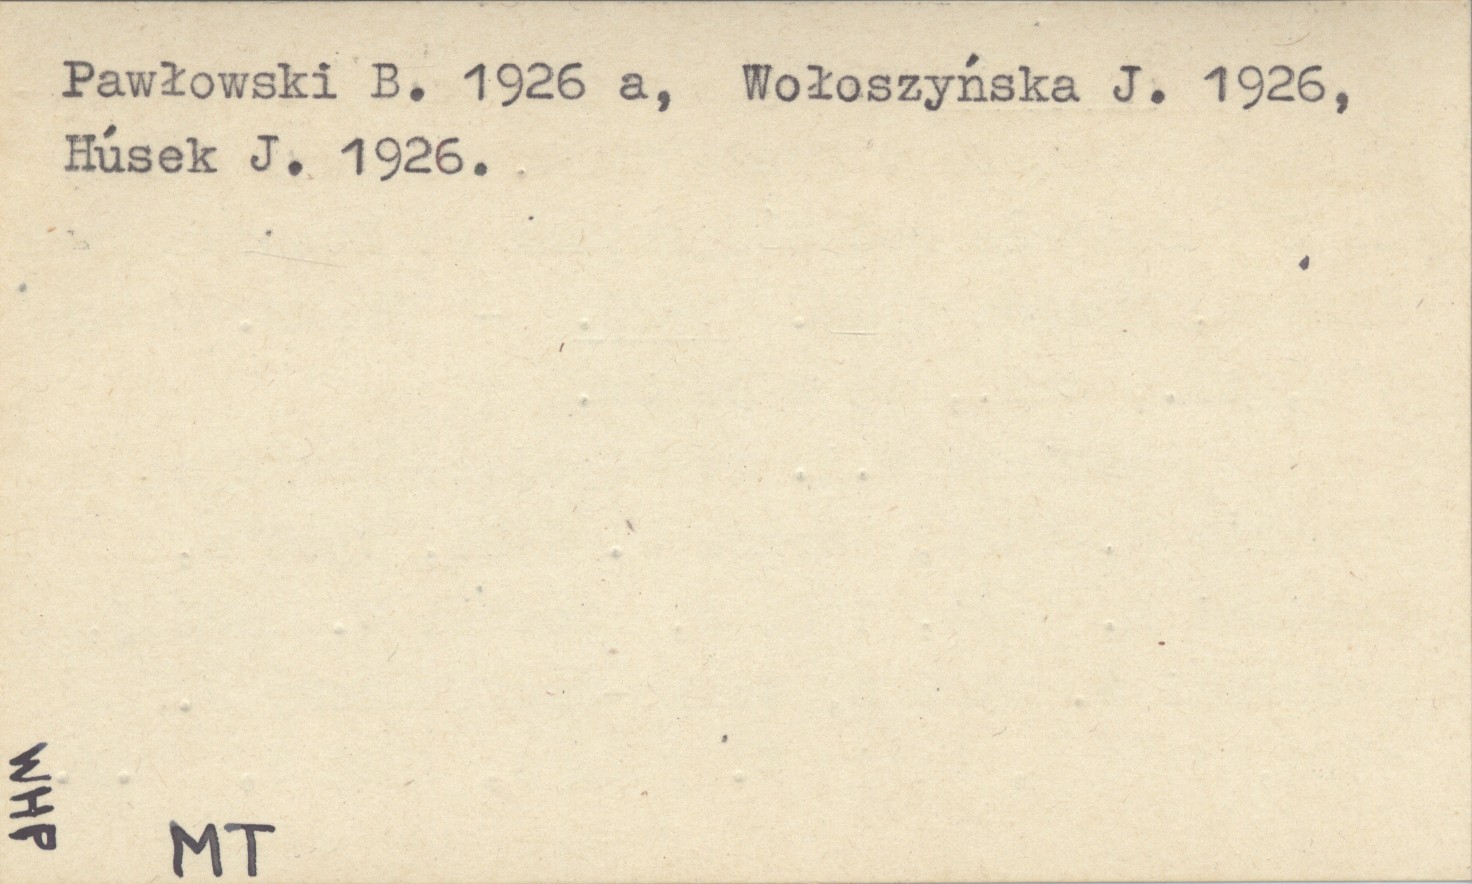 Pawłowski B. 1926 a, Wołoszyńska J. 1926,
Húsek J. 1926.
WHP
MT